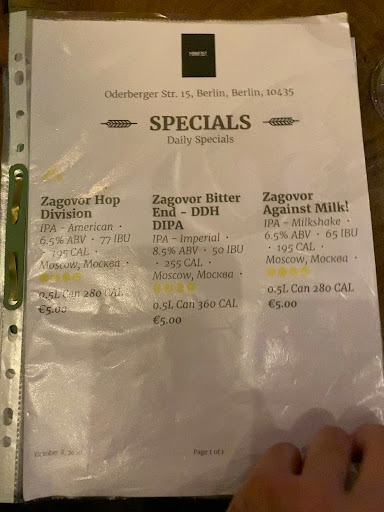 Oderberger Str. 15, Berlin, Berlin, 10435
SPECIALS
Daily Specials
Zagovor Hop
Division
IPA - American ·
6.5% ABV · 77 IBU
· 195 CAL ·
Moscow, Москва ·
0.5L Can 280 CAL
€5.00
Zagovor Bitter
End - DDH
DIPA
IPA - Imperial ·
8.5% ABV · 50 IBU
· 255 CAL ·
Moscow, Москва ·
0.5L Can 360 CAL
€5.00
Zagovor
Against Milk!
IPA - Milkshake ·
6.5% ABV · 65 IBU
· 195 CAL ·
Moscow, Москва ·
0.5L Can 280 CAL
€5.00
October 8,
Page 1 of 1